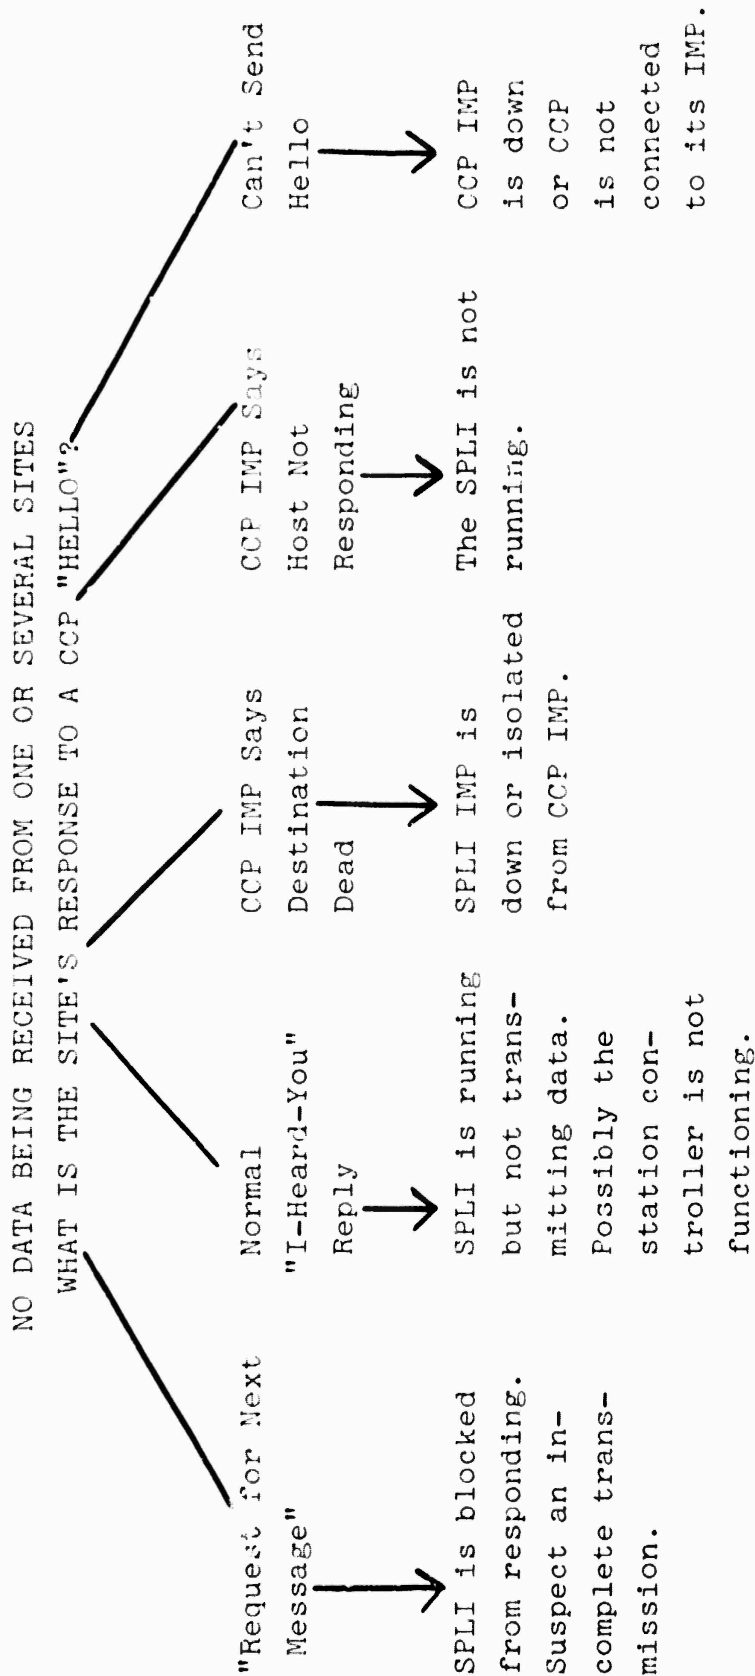 NO DATA BEING RECEIVED FROM ONE OR SEVERAL SITES
WHAT IS THE SITE'S RESPONSE TO A CCP "HELLO"?
"Request for Next
Message"
SPLI is blocked
from responding.
Suspect an in-
complete trans-
mission.
Normal
"I-Heard-You"
Reply
SPLI is running
but not trans-
mitting data.
Possibly the
station con-
troller is not
functioning.
CCP IMP Says
Destination
Dead
SPLI IMP is
down or isolated
from CCP IMP.
CCP IMP Says
Host Not
Responding
The SPLI is not
running.
Can't Send
Hello
CCP IMP
is down
or CCP
is not
connected
to its IMP.